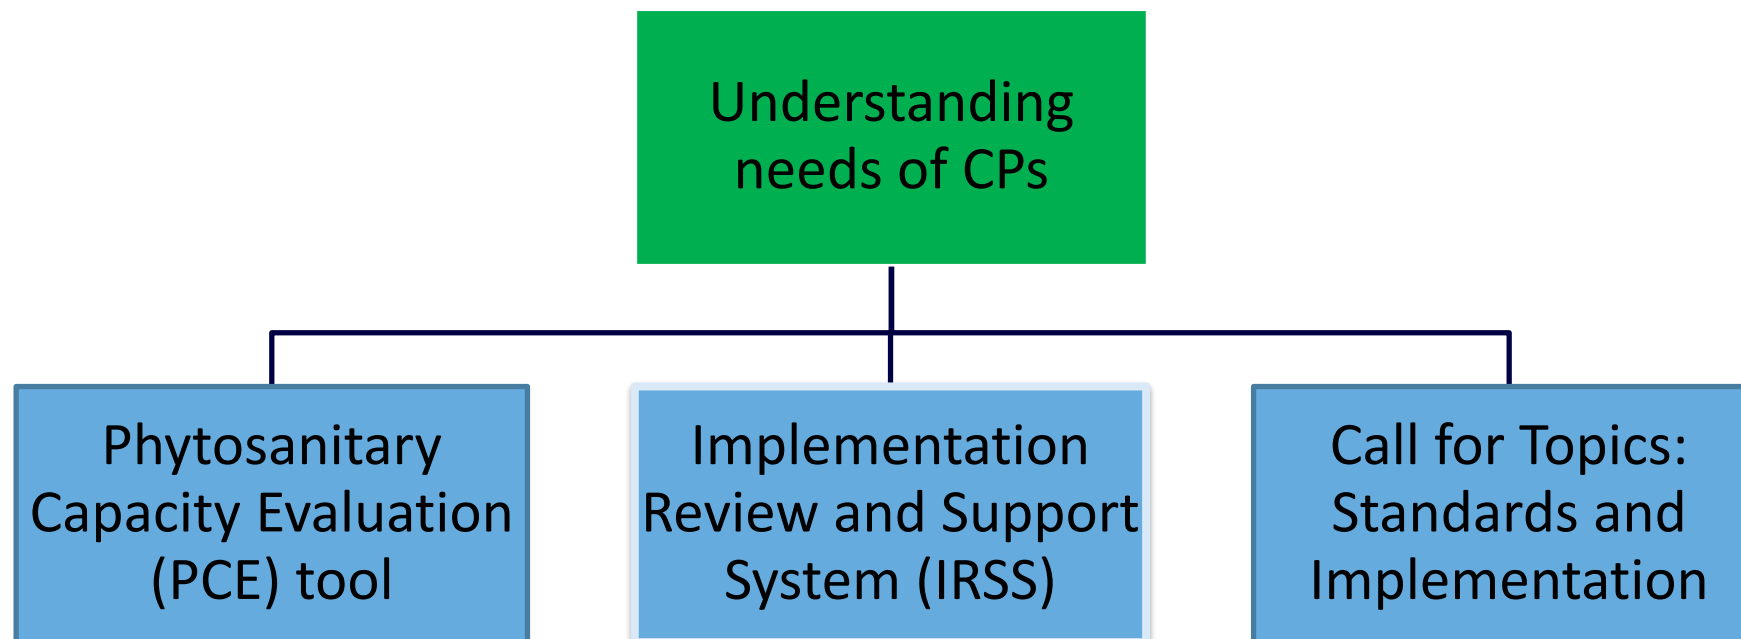 Understanding
needs of CPs
Phytosanitary
Capacity Evaluation
(PCE) tool
Implementation
Review and Support
System (IRSS)
Call for Topics:
Standards and
Implementation